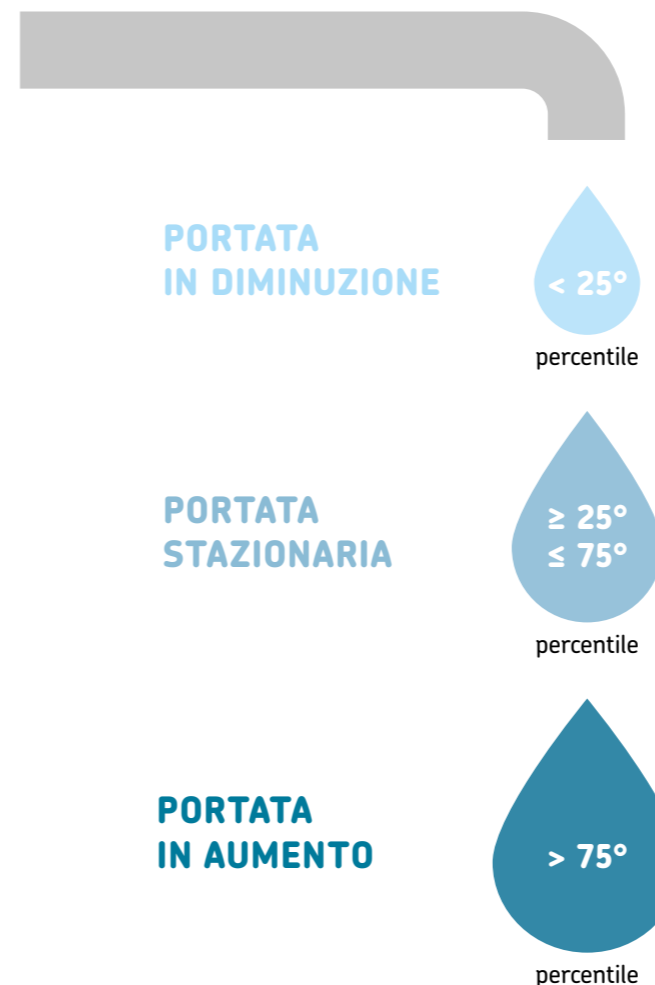 PORTATA
IN DIMINUZIONE
< 25°
percentile
PORTATA
STAZIONARIA
≥ 25°
≤ 75°
percentile
PORTATA
IN AUMENTO
> 75°
percentile